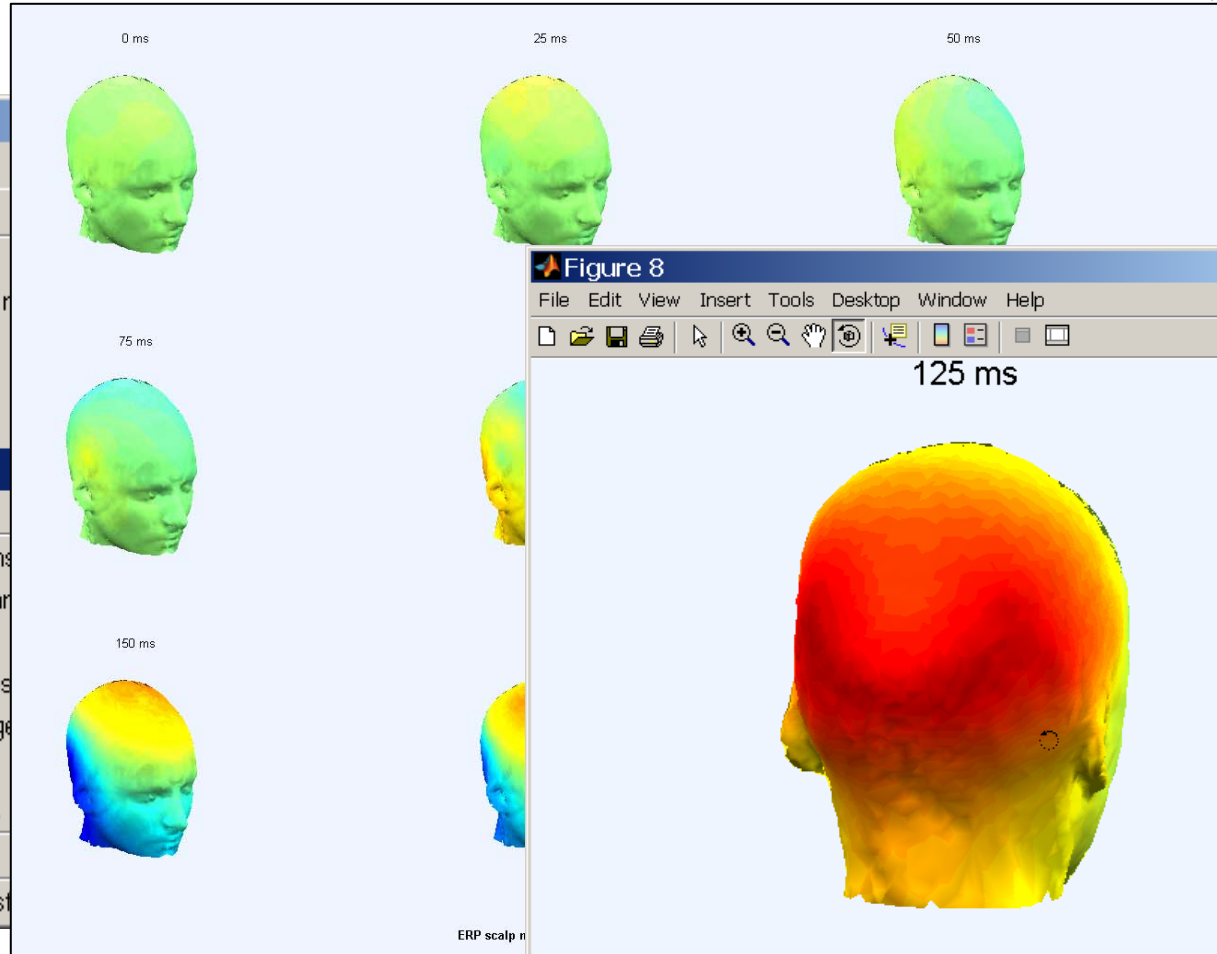 0 ms
25 ms
50 ms
Figure 8
File Edit View Insert Tools Desktop Window Help
75 ms
125 ms
150 ms
ERP scalp